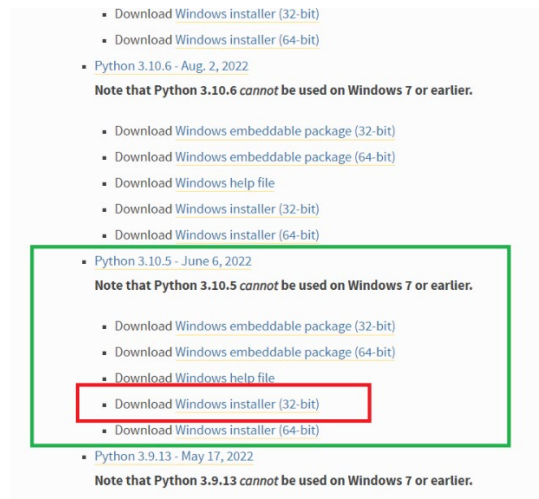 Download Windows installer (32-bit)
Download Windows installer (64-bit)
Python 3.10.6 - Aug. 2, 2022
Note that Python 3.10.6 cannot be used on Windows 7 or earlier.
Download Windows embeddable package (32-bit)
Download Windows embeddable package (64-bit)
Download Windows help file
Download Windows installer (32-bit)
Download Windows installer (64-bit)
Python 3.10.5 - June 6, 2022
Note that Python 3.10.5 cannot be used on Windows 7 or earlier.
Download Windows embeddable package (32-bit)
Download Windows embeddable package (64-bit)
Download Windows help file
Download Windows installer (32-bit)
Download Windows installer (64-bit)
Python 3.9.13 - May 17, 2022
Note that Python 3.9.13 cannot be used on Windows 7 or earlier.